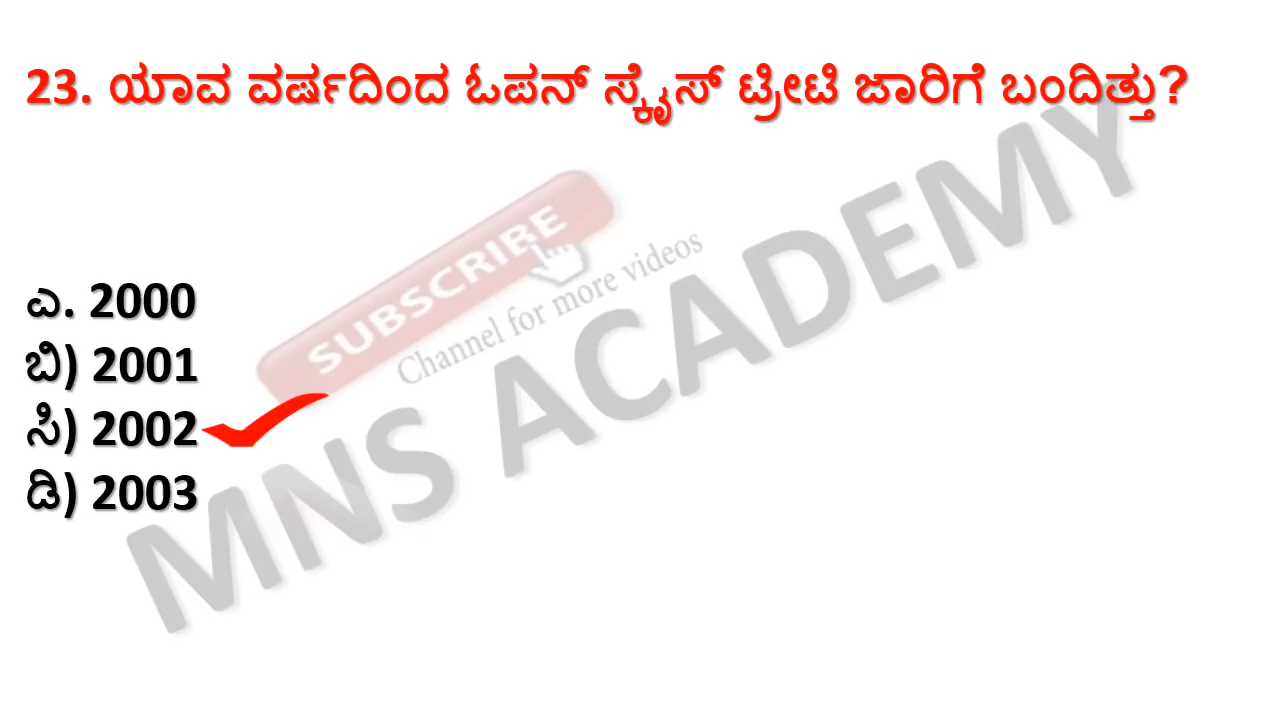 23. ಯಾವ ವರ್ಷದಿಂದ ಓಪನ್ ಸ್ಕೈಸ್ ಟ್ರೀಟಿ ಜಾರಿಗೆ ಬಂದಿತ್ತು?
SUBSCRIBE
Channel for more videos
MNS ACADEMY
ಎ. 2000
ಬಿ) 2001
ಸಿ) 2002
ಡಿ) 2003